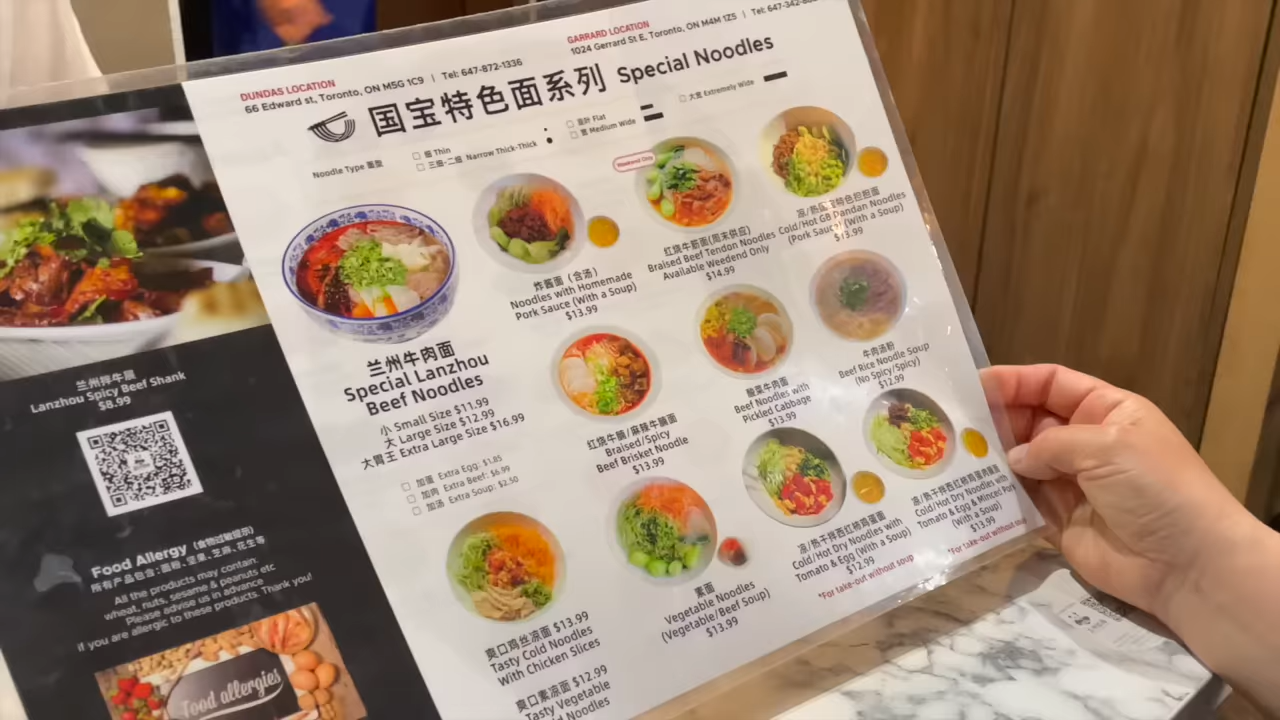 DUNDAS LOCATION
66 Edward st, Toronto, ON M5G 1C9 | Tel: 647-872-1336
GARRARD LOCATION
1024 Gerrard St E, Toronto, ON M4M 1Z5 | Tel: 647-342-
国宝特色面系列 Special Noodles
Noodle Type 面型
细 Thin
三细-二细 Narrow Thick-Thick
韭叶 Flat
宽 Medium Wide
大宽 Extremely Wide
兰州牛肉面
Special Lanzhou
Beef Noodles
小 Small Size $11.99
大 Large Size $12.99
大胃王 Extra Large Size $16.99
加蛋 Extra Egg: $1.85
加肉 Extra Beef: $6.99
加汤 Extra Soup: $2.50
炸酱面（含汤）
Noodles with Homemade
Pork Sauce (With a Soup)
$13.99
Weekend Only
红烧牛筋面(周末供应)
Braised Beef Tendon Noodles
Available Weedend Only
$14.99
凉/热国宝特色担担面
Cold/Hot GB Dandan Noodles
(Pork Sauce) (With a Soup)
$13.99
红烧牛腩/麻辣牛腩面
Braised/Spicy
Beef Brisket Noodle
$13.99
酸菜牛肉面
Beef Noodles with
Pickled Cabbage
$13.99
牛肉汤粉
Beef Rice Noodle Soup
(No Spicy/Spicy)
$12.99
爽口鸡丝凉面 $13.99
Tasty Cold Noodles
With Chicken Slices
爽口素凉面 $12.99
Tasty Vegetable
Noodles
素面
Vegetable Noodles
(Vegetable/Beef Soup)
$13.99
凉/热干拌西红柿鸡蛋面
Cold/Hot Dry Noodles with
Tomato & Egg (With a Soup)
$12.99
*For take-out without soup
凉/热干拌西红柿鸡蛋肉酱面
Cold/Hot Dry Noodles with
Tomato & Egg & Minced Pork
(With a Soup)
$13.99
*For take-out without soup
兰州拌牛腱
Lanzhou Spicy Beef Shank
$8.99
Food Allergy (食物过敏提示)
所有产品包含：面粉、坚果、芝麻、花生等
All the products may contain:
wheat, nuts, sesame & peanuts etc
Please advise us in advance
if you are allergic to these products. Thank you!
Food allergies